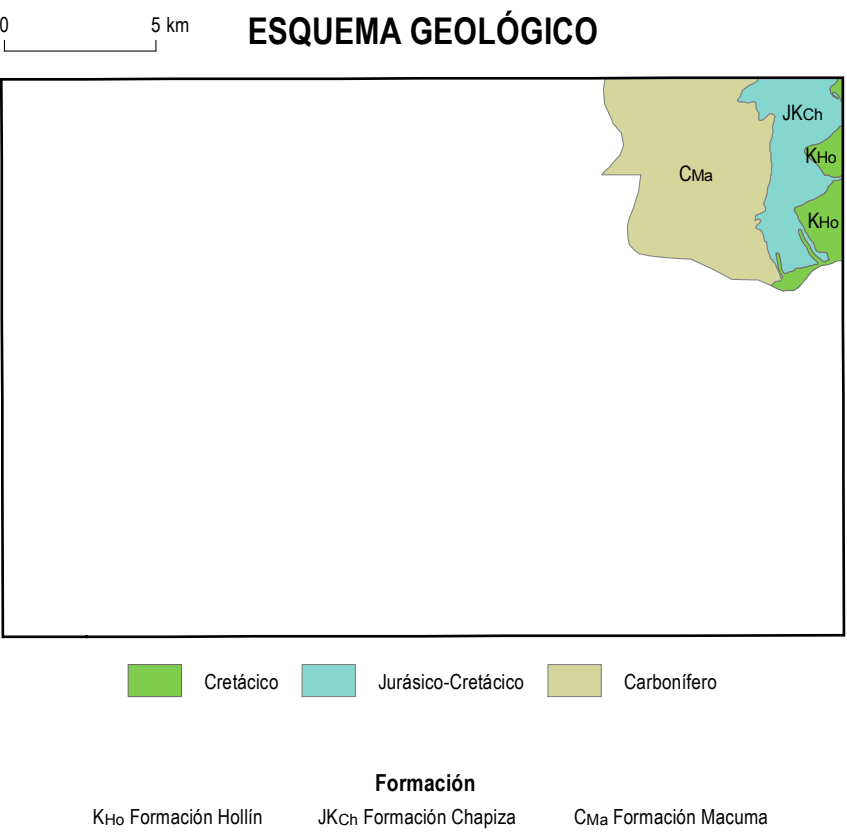 0 5 km ESQUEMA GEOLÓGICO
JKCh
KHo
CMa
KHo
Cretácico Jurásico-Cretácico Carbonífero
Formación
KHo Formación Hollín JKCh Formación Chapiza CMa Formación Macuma